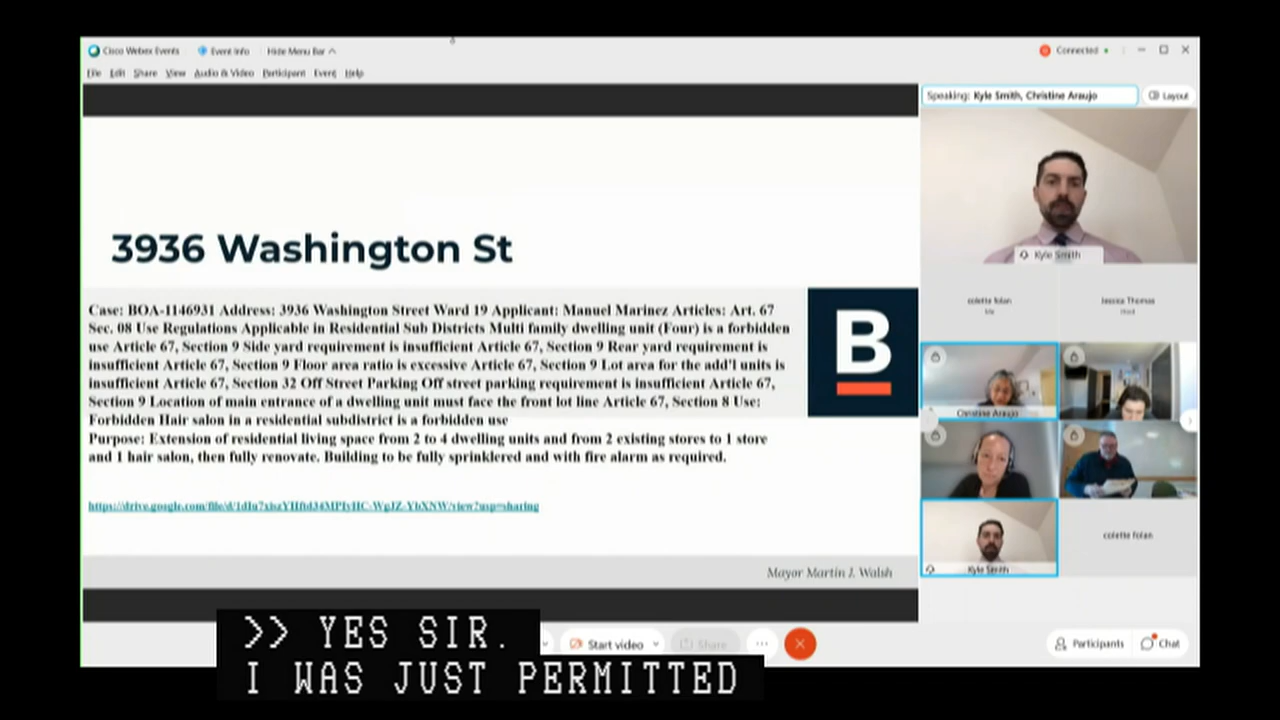 Cisco Webex Events
Event Info
Hide Menu Bar
Connected
File Edit Share View Audio & Video Participant Event Help
Speaking: Kyle Smith, Christine Araujo
Layout
Kyle Smith
3936 Washington St
colette folan
Me
Jessica Thomas
Host
Case: BOA-1146931 Address: 3936 Washington Street Ward 19 Applicant: Manuel Marinez Articles: Art. 67
Sec. 08 Use Regulations Applicable in Residential Sub Districts Multi family dwelling unit (Four) is a forbidden
use Article 67, Section 9 Side yard requirement is insufficient Article 67, Section 9 Rear yard requirement is
insufficient Article 67, Section 9 Floor area ratio is excessive Article 67, Section 9 Lot area for the add'l units is
insufficient Article 67, Section 32 Off Street Parking Off street parking requirement is insufficient Article 67,
Section 9 Location of main entrance of a dwelling unit must face the front lot line Article 67, Section 8 Use:
Forbidden Hair salon in a residential subdistrict is a forbidden use
Purpose: Extension of residential living space from 2 to 4 dwelling units and from 2 existing stores to 1 store
and 1 hair salon, then fully renovate. Building to be fully sprinklered and with fire alarm as required.
B
Christine Araujo
Kyle Smith
colette folan
Mayor Martin J. Walsh
Start video
Share
Participants
Chat
>> YES SIR.
I WAS JUST PERMITTED